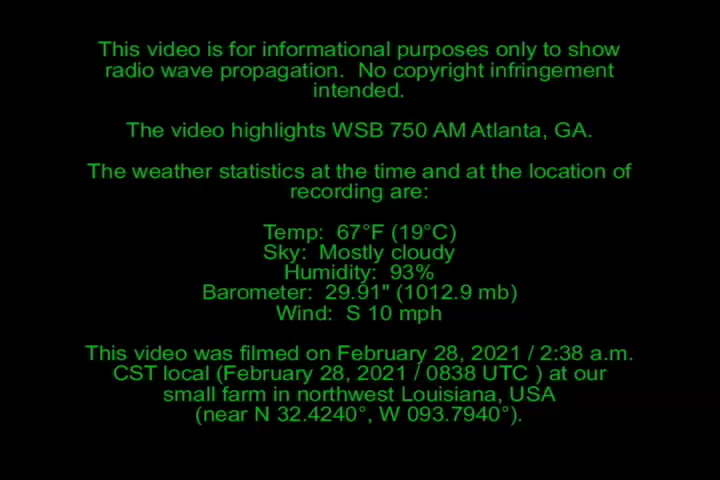 This video is for informational purposes only to show
radio wave propagation.  No copyright infringement
intended.
The video highlights WSB 750 AM Atlanta, GA.
The weather statistics at the time and at the location of
recording are:
Temp:  67°F (19°C)
Sky:  Mostly cloudy
Humidity:  93%
Barometer:  29.91" (1012.9 mb)
Wind:  S 10 mph
This video was filmed on February 28, 2021 / 2:38 a.m.
CST local (February 28, 2021 / 0838 UTC ) at our
small farm in northwest Louisiana, USA
(near N 32.4240°, W 093.7940°).